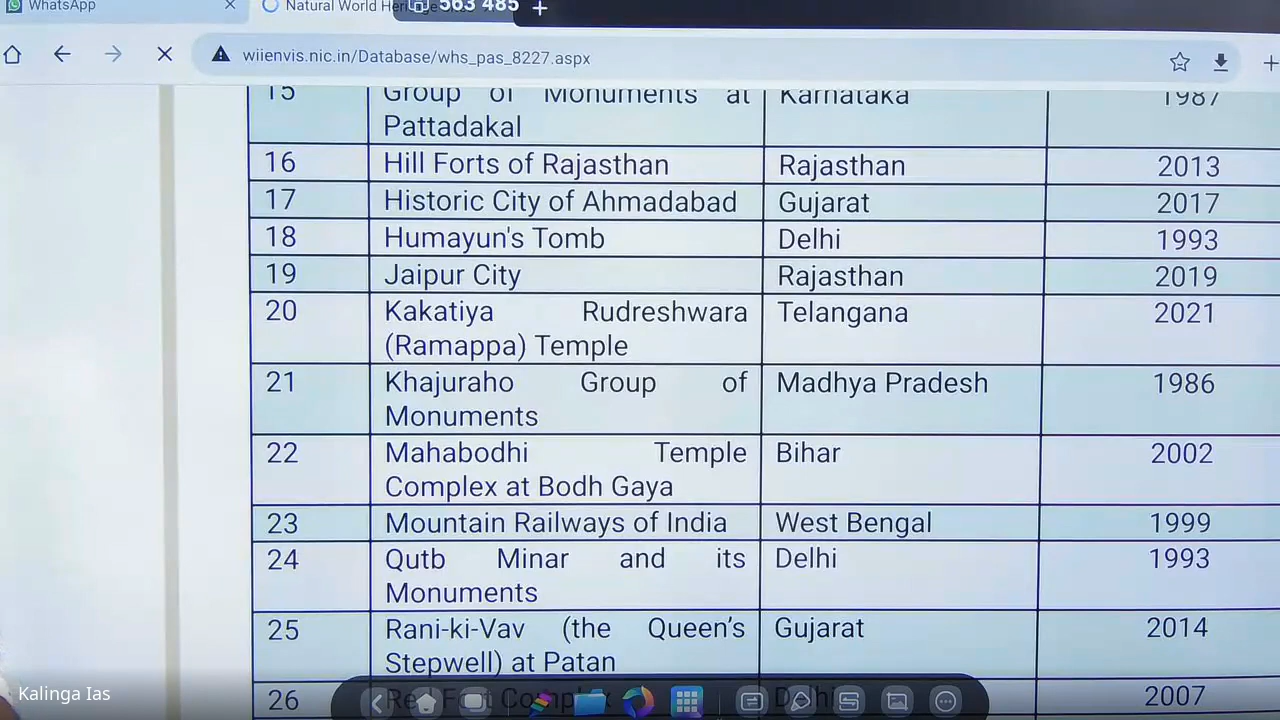 WhatsApp
Natural World Her
563 485
wiienvis.nic.in/Database/whs_pas_8227.aspx
15 Group of Monuments at Karnataka 1987
Pattadakal
16 Hill Forts of Rajasthan Rajasthan 2013
17 Historic City of Ahmadabad Gujarat 2017
18 Humayun's Tomb Delhi 1993
19 Jaipur City Rajasthan 2019
20 Kakatiya Rudreshwara Telangana 2021
(Ramappa) Temple
21 Khajuraho Group of Madhya Pradesh 1986
Monuments
22 Mahabodhi Temple Bihar 2002
Complex at Bodh Gaya
23 Mountain Railways of India West Bengal 1999
24 Qutb Minar and its Delhi 1993
Monuments
25 Rani-ki-Vav (the Queen’s Gujarat 2014
Stepwell) at Patan
26 Red Fort Complex Delhi 2007
Kalinga Ias